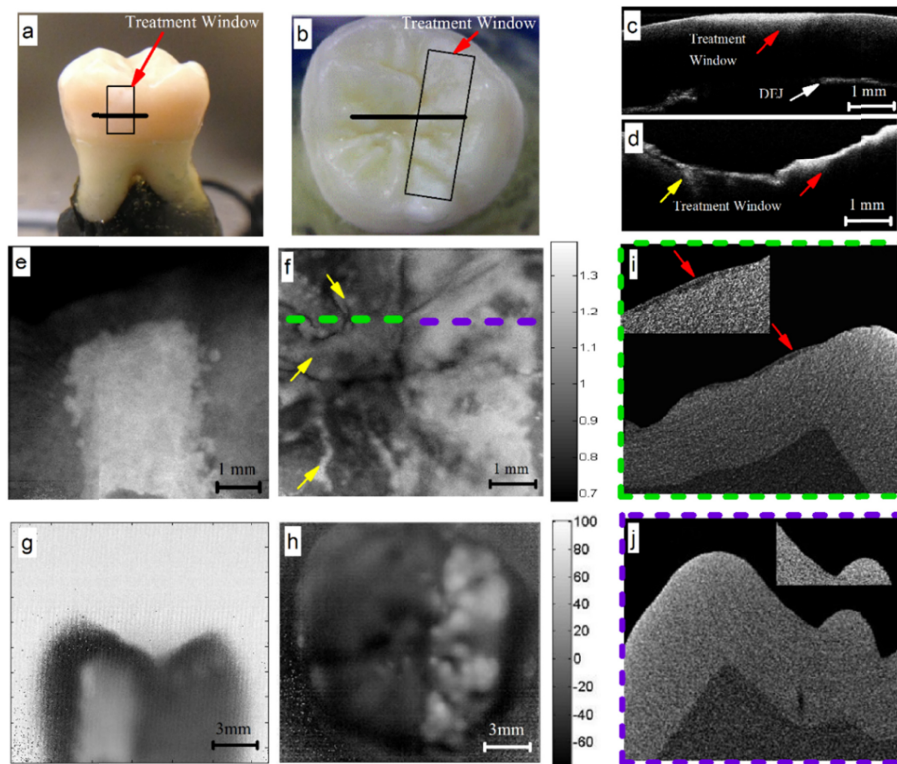 a
Treatment
Window
b
Treatment
Window
c
Treatment
Window
DEJ
1 mm
d
Treatment Window
1 mm
e
1 mm
f
1 mm
1.3
1.2
1.1
1
0.9
0.8
0.7
i
g
3mm
h
3mm
100
80
60
40
20
0
-20
-40
-60
j